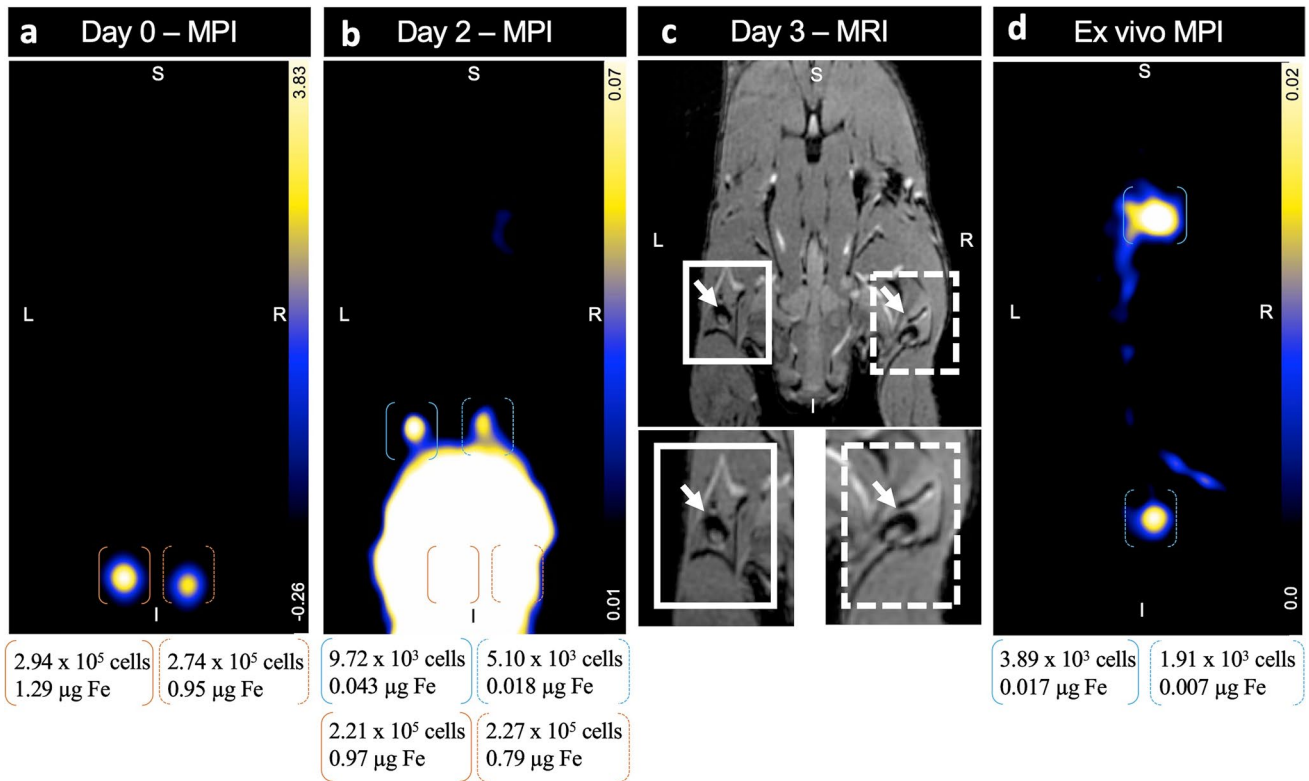 a Day 0 – MPI
S
3.83
L
R
I
-0.26
2.94 x 10⁵ cells
1.29 μg Fe
2.74 x 10⁵ cells
0.95 μg Fe
b Day 2 – MPI
S
0.07
L
R
I
0.01
9.72 x 10³ cells
0.043 μg Fe
5.10 x 10³ cells
0.018 μg Fe
2.21 x 10⁵ cells
0.97 μg Fe
2.27 x 10⁵ cells
0.79 μg Fe
c Day 3 – MRI
S
L
R
I
d Ex vivo MPI
S
0.02
L
R
I
0.0
3.89 x 10³ cells
0.017 μg Fe
1.91 x 10³ cells
0.007 μg Fe